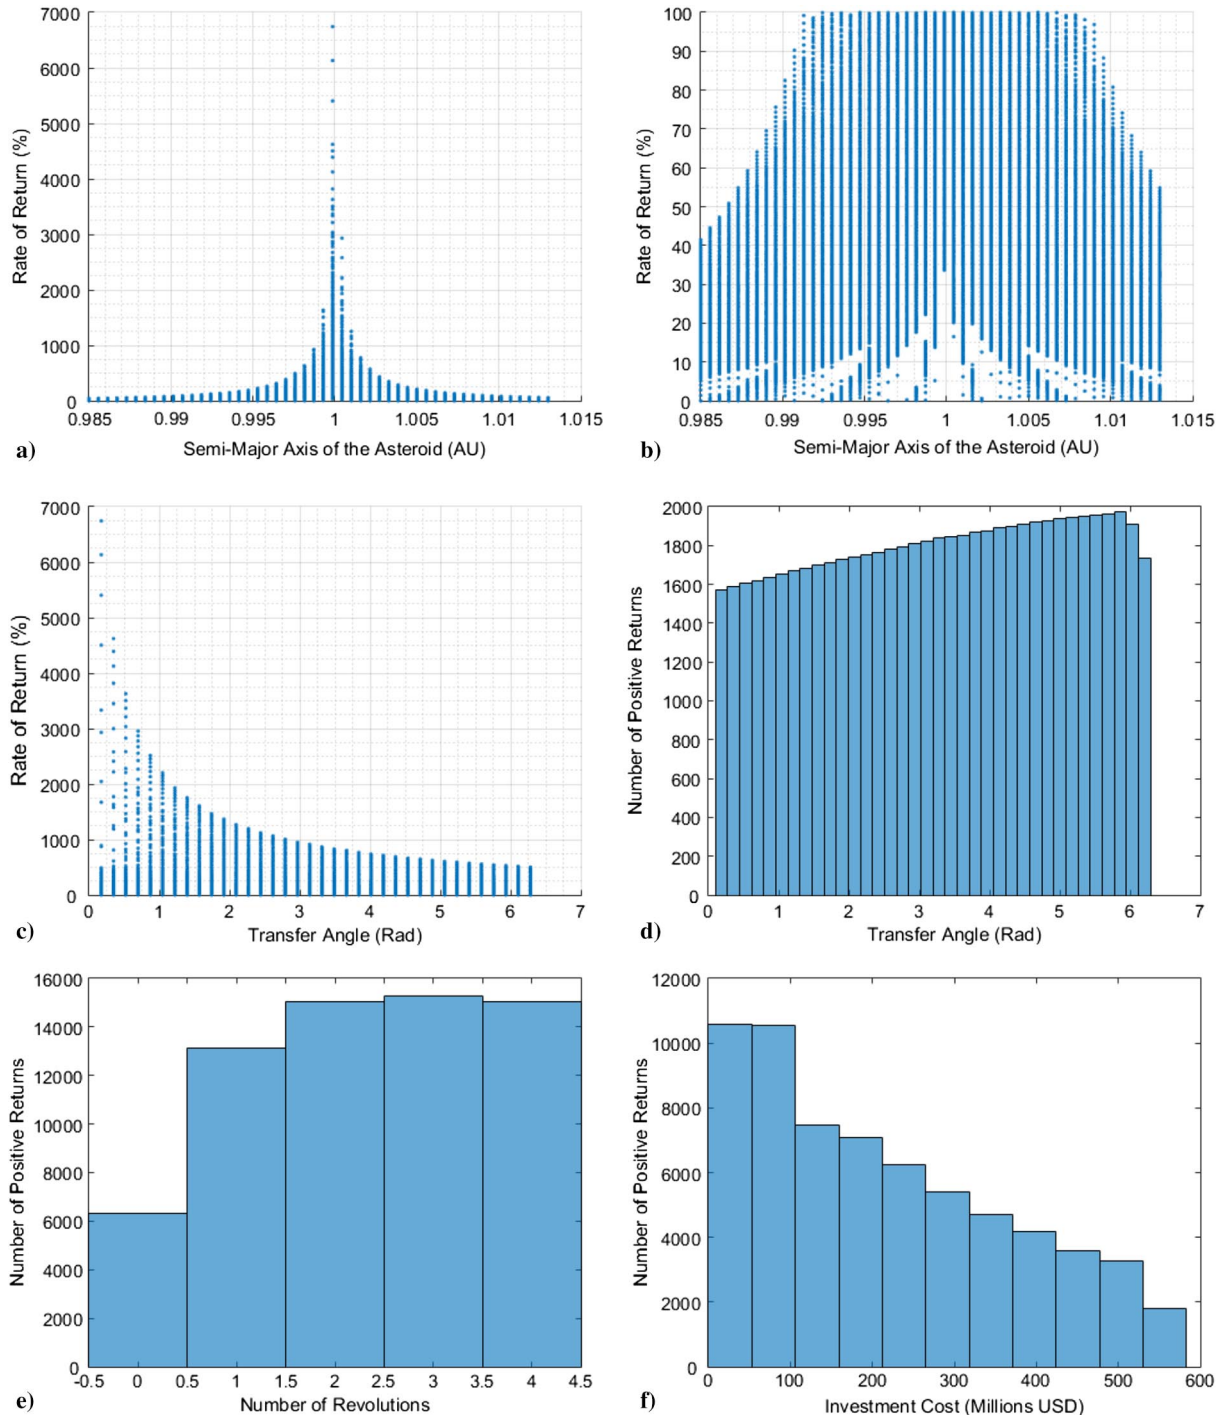 7000
6000
5000
4000
3000
2000
1000
0
Rate of Return (%)
0.985 0.99 0.995 1 1.005 1.01 1.015
Semi-Major Axis of the Asteroid (AU)
a)
100
90
80
70
60
50
40
30
20
10
0
Rate of Return (%)
0.985 0.99 0.995 1 1.005 1.01 1.015
Semi-Major Axis of the Asteroid (AU)
b)
7000
6000
5000
4000
3000
2000
1000
0
Rate of Return (%)
0 1 2 3 4 5 6 7
Transfer Angle (Rad)
c)
2000
1800
1600
1400
1200
1000
800
600
400
200
0
Number of Positive Returns
0 1 2 3 4 5 6 7
Transfer Angle (Rad)
d)
16000
14000
12000
10000
8000
6000
4000
2000
0
Number of Positive Returns
-0.5 0 0.5 1 1.5 2 2.5 3 3.5 4 4.5
Number of Revolutions
e)
12000
10000
8000
6000
4000
2000
0
Number of Positive Returns
0 100 200 300 400 500 600
Investment Cost (Millions USD)
f)